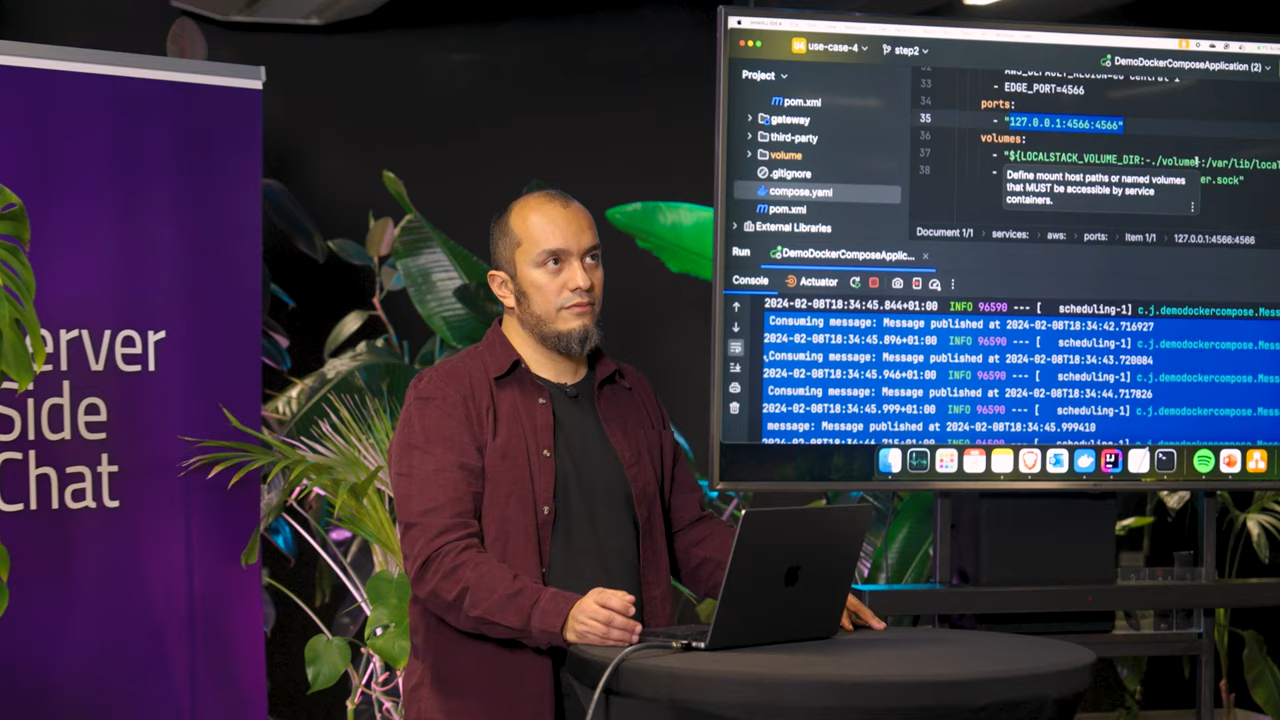 erver
Side
Chat
use-case-4
step2
DemoDockerComposeApplication (2)
Project
pom.xml
gateway
third-party
volume
.gitignore
compose.yaml
pom.xml
External Libraries
33
- EDGE_PORT=4566
34
ports:
35
- "127.0.0.1:4566:4566"
36
volumes:
37
- "${LOCALSTACK_VOLUME_DIR:-./volume}:/var/lib/local
38
- er.sock"
Define mount host paths or named volumes
that MUST be accessible by service
containers.
Document 1/1 › services: › aws: › ports: › Item 1/1 › 127.0.0.1:4566:4566
Run
DemoDockerComposeApplic...
Console
Actuator
2024-02-08T18:34:45.844+01:00 INFO 96590 --- [ scheduling-1] c.j.demodockercompose.Mess
Consuming message: Message published at 2024-02-08T18:34:42.716927
2024-02-08T18:34:45.896+01:00 INFO 96590 --- [ scheduling-1] c.j.demodockercompose.Mess
Consuming message: Message published at 2024-02-08T18:34:43.720084
2024-02-08T18:34:45.946+01:00 INFO 96590 --- [ scheduling-1] c.j.demodockercompose.Mess
Consuming message: Message published at 2024-02-08T18:34:44.717826
2024-02-08T18:34:45.999+01:00 INFO 96590 --- [ scheduling-1] c.j.demodockercompose.Mess
message: Message published at 2024-02-08T18:34:45.999410